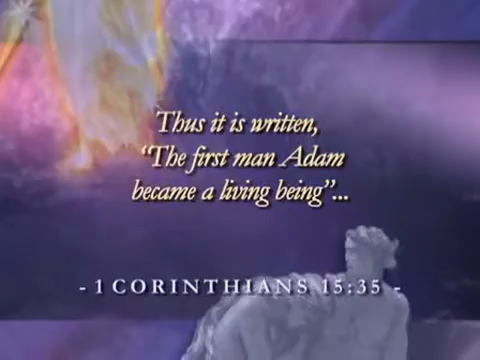 Thus it is written,
“The first man Adam
became a living being”...
- 1 CORINTHIANS 15:35 -